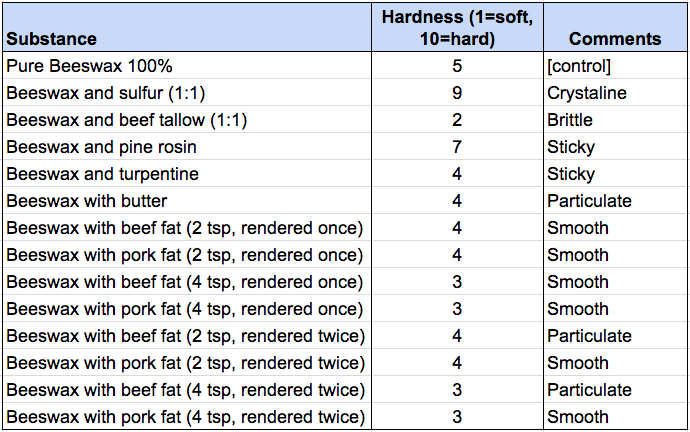 Substance Hardness (1=soft, 10=hard) Comments
Pure Beeswax 100% 5 [control]
Beeswax and sulfur (1:1) 9 Crystaline
Beeswax and beef tallow (1:1) 2 Brittle
Beeswax and pine rosin 7 Sticky
Beeswax and turpentine 4 Sticky
Beeswax with butter 4 Particulate
Beeswax with beef fat (2 tsp, rendered once) 4 Smooth
Beeswax with pork fat (2 tsp, rendered once) 4 Smooth
Beeswax with beef fat (4 tsp, rendered once) 3 Smooth
Beeswax with pork fat (4 tsp, rendered once) 3 Smooth
Beeswax with beef fat (2 tsp, rendered twice) 4 Particulate
Beeswax with pork fat (2 tsp, rendered twice) 4 Smooth
Beeswax with beef fat (4 tsp, rendered twice) 3 Particulate
Beeswax with pork fat (4 tsp, rendered twice) 3 Smooth